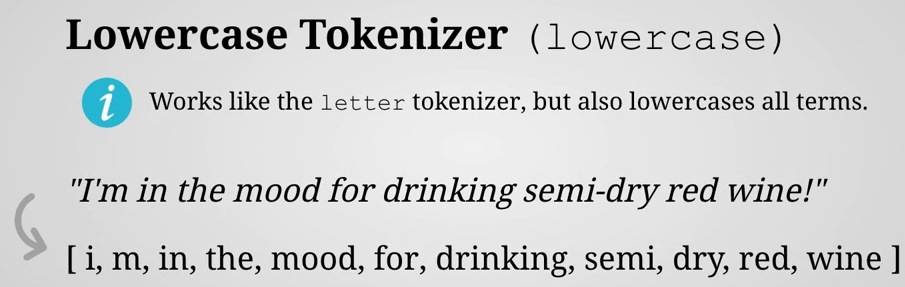 Lowercase Tokenizer (lowercase)
i Works like the letter tokenizer, but also lowercases all terms.
"I'm in the mood for drinking semi-dry red wine!"
[ i, m, in, the, mood, for, drinking, semi, dry, red, wine ]